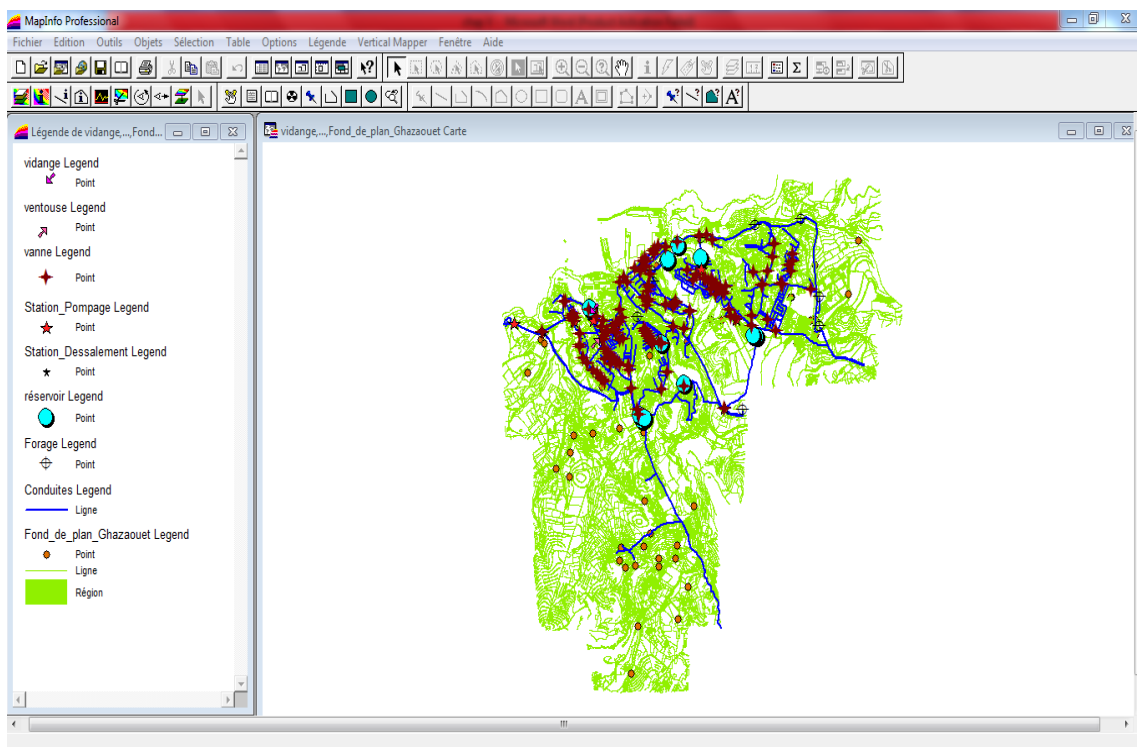 MapInfo Professional
Fichier Edition Outils Objets Sélection Table Options Légende Vertical Mapper Fenêtre Aide
Légende de vidange,...,Fond...
vidange Legend
Point
ventouse Legend
Point
vanne Legend
Point
Station_Pompage Legend
Point
Station_Dessalement Legend
Point
réservoir Legend
Point
Forage Legend
Point
Conduites Legend
Ligne
Fond_de_plan_Ghazaouet Legend
Point
Ligne
Région
vidange,...,Fond_de_plan_Ghazaouet Carte